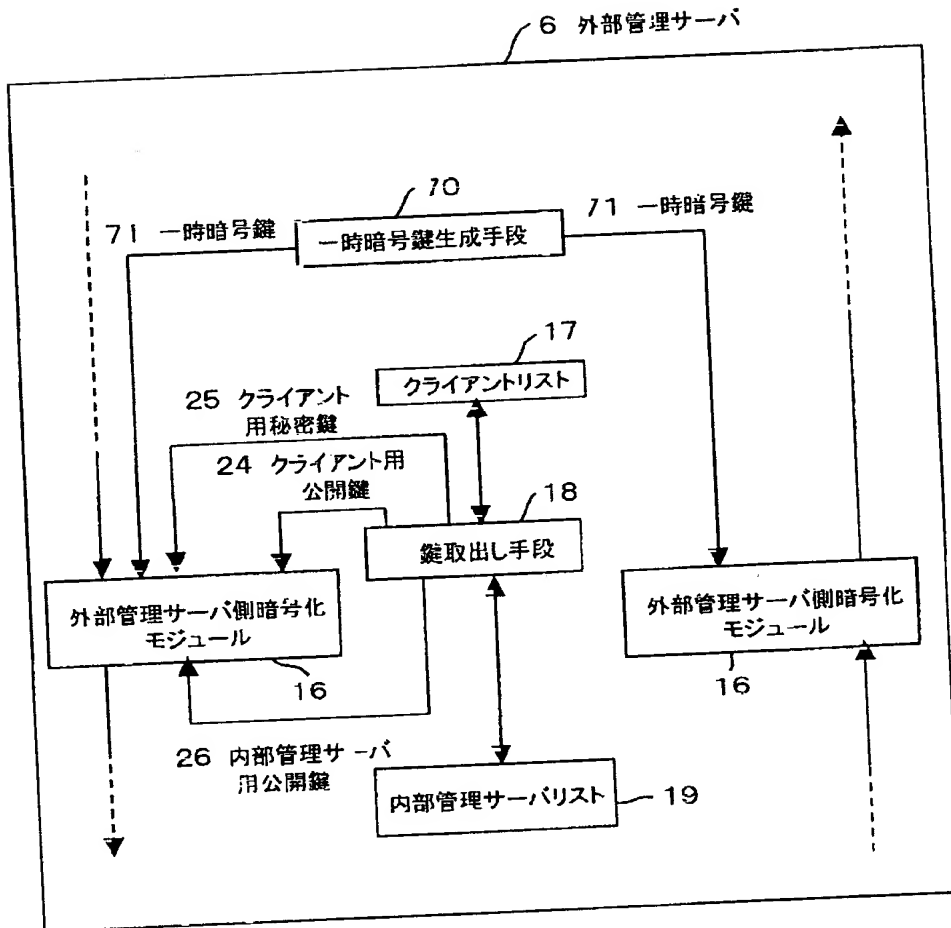 6 外部管理サーバ
70
71 一時暗号鍵
一時暗号鍵生成手段
71 一時暗号鍵
17
クライアントリスト
25 クライアント
用秘密鍵
24 クライアント用
公開鍵
18
鍵取出し手段
外部管理サーバ側暗号化
モジュール
16
外部管理サーバ側暗号化
モジュール
16
26 内部管理サーバ
用公開鍵
内部管理サーバリスト
19